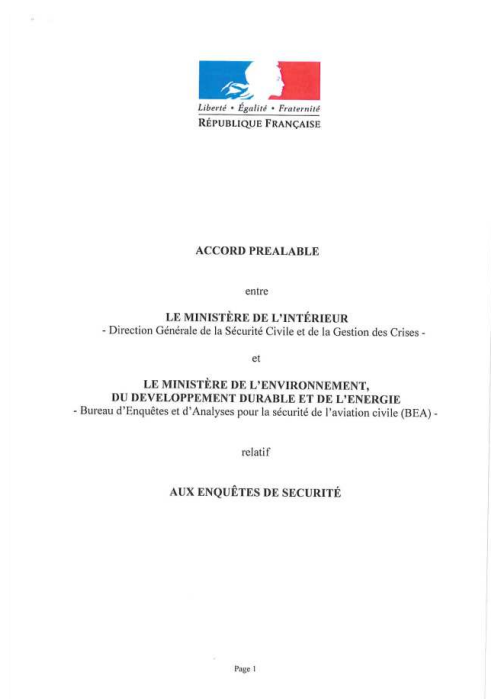 Liberté • Égalité • Fraternité
RÉPUBLIQUE FRANÇAISE
ACCORD PREALABLE
entre
LE MINISTÈRE DE L'INTÉRIEUR
- Direction Générale de la Sécurité Civile et de la Gestion des Crises -
et
LE MINISTÈRE DE L'ENVIRONNEMENT,
DU DEVELOPPEMENT DURABLE ET DE L'ENERGIE
- Bureau d'Enquêtes et d'Analyses pour la sécurité de l'aviation civile (BEA) -
relatif
AUX ENQUÊTES DE SECURITÉ
Page 1